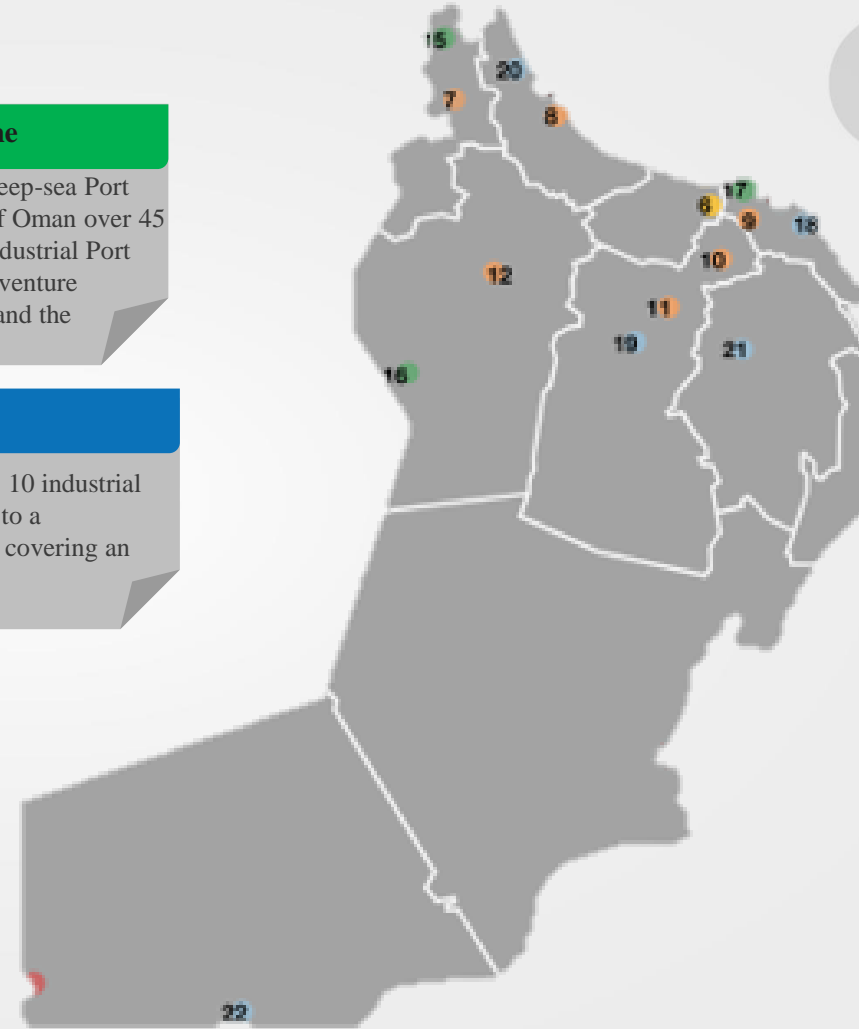 ne
eep-sea Port
f Oman over 45
ndustrial Port
venture
and the
10 industrial
to a
covering an
15
20
7
8
17
6
9
18
10
12
11
19
21
16
22